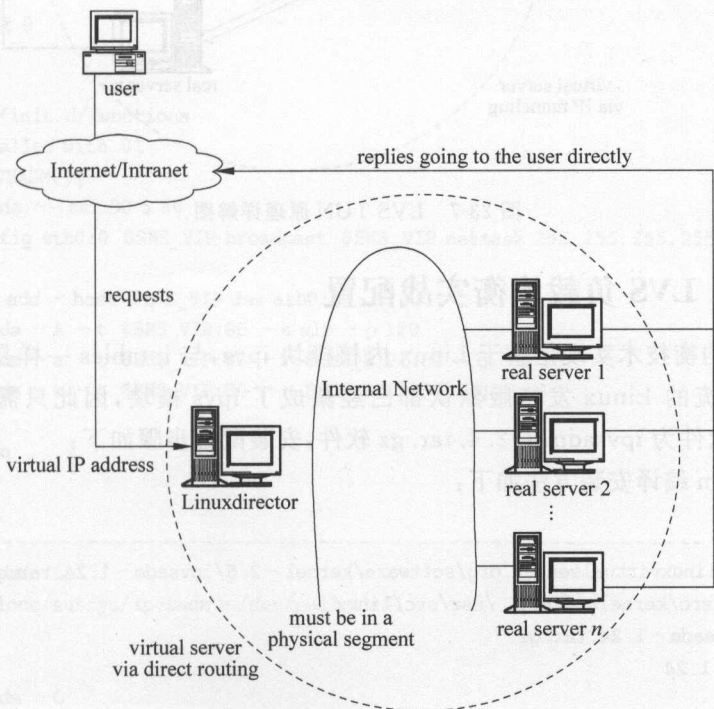 user
Internet/Intranet
replies going to the user directly
requests
Internal Network
real server 1
virtual IP address
Linuxdirector
real server 2
⋮
must be in a
physical segment
real server n
virtual server
via direct routing